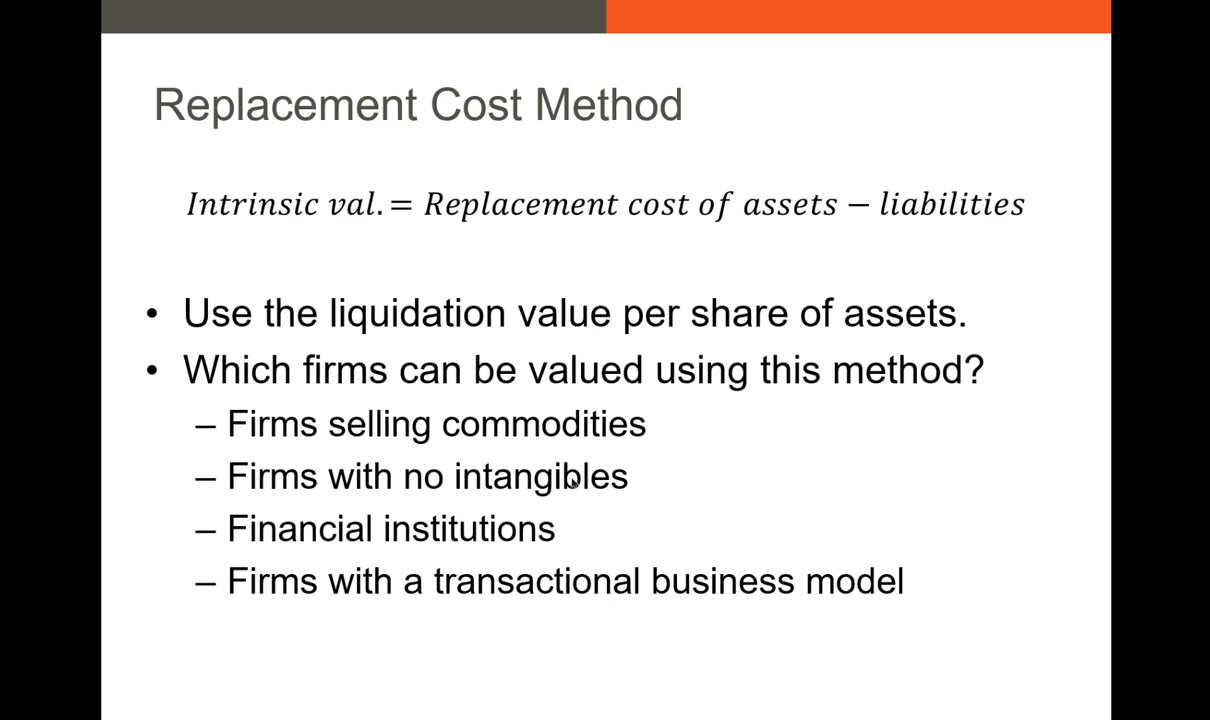 Replacement Cost Method
Intrinsic val. = Replacement cost of assets − liabilities
• Use the liquidation value per share of assets.
• Which firms can be valued using this method?
– Firms selling commodities
– Firms with no intangibles
– Financial institutions
– Firms with a transactional business model